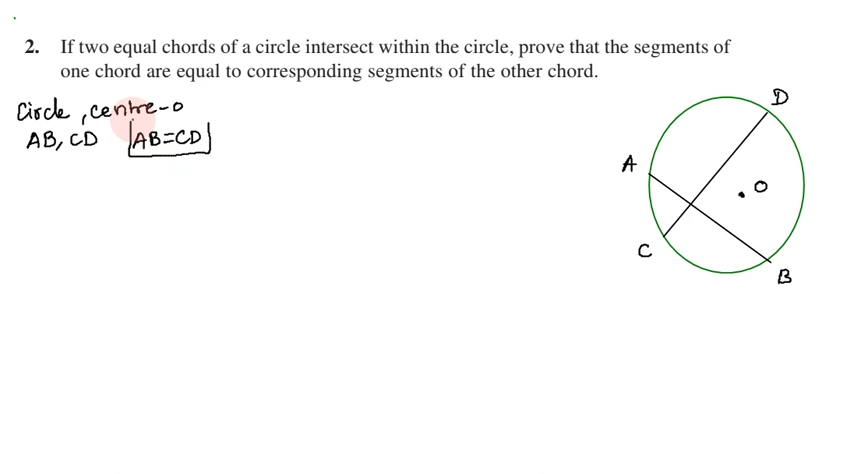 2. If two equal chords of a circle intersect within the circle, prove that the segments of
one chord are equal to corresponding segments of the other chord.
Circle, centre-O
AB, CD AB=CD
D
A
O
C
B